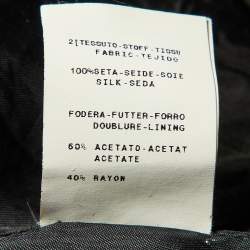 2[TESSUTO-STOFF.TISSU
FABRIC-TEJIDO
100%SETA-SEIDE-SOIE
SILK-SEDA
FODERA-FUTTER-FORRO
DOUBLURE-LINING
60% ACETATO-ACETAT
ACETATE
40% RAYON